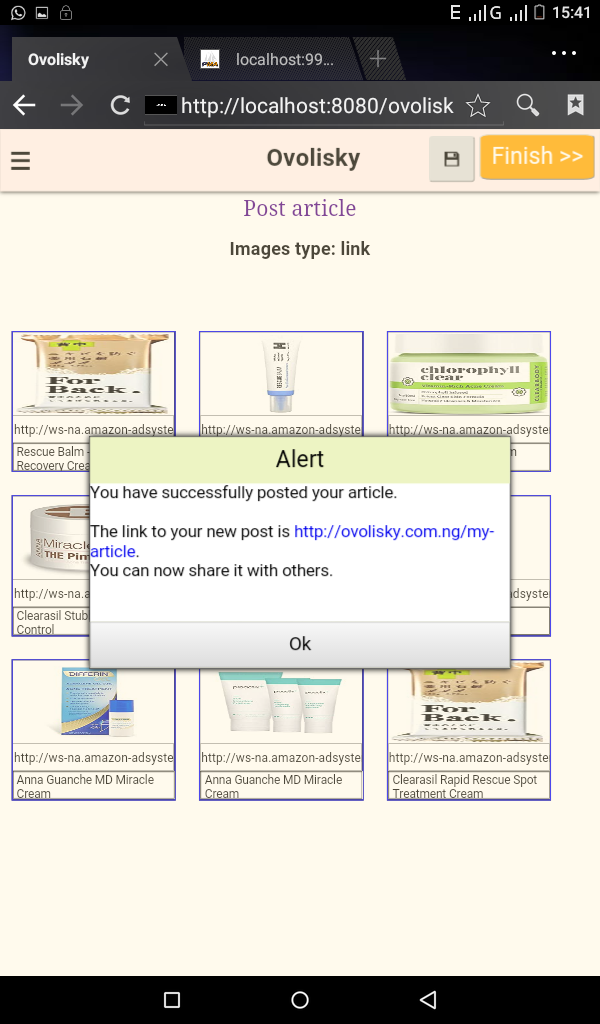 E G 15:41
Ovolisky localhost:99...
http://localhost:8080/ovolisk
Ovolisky
Finish >>
Post article
Images type: link
For
Back.
chlorophyll
clear
http://ws-na.amazon-adsyste
http://ws-na.amazon-adsyste
http://ws-na.amazon-adsyste
Rescue Balm -
Recovery Crea
Alert
You have successfully posted your article.
The link to your new post is http://ovolisky.com.ng/my-
article.
You can now share it with others.
Ok
Miracle
THE Pim
http://ws-na.a
adsyste
Clearasil Stub
Control
DIFFERIN
proactiv
For
Back.
http://ws-na.amazon-adsyste
http://ws-na.amazon-adsyste
http://ws-na.amazon-adsyste
Anna Guanche MD Miracle
Cream
Anna Guanche MD Miracle
Cream
Clearasil Rapid Rescue Spot
Treatment Cream